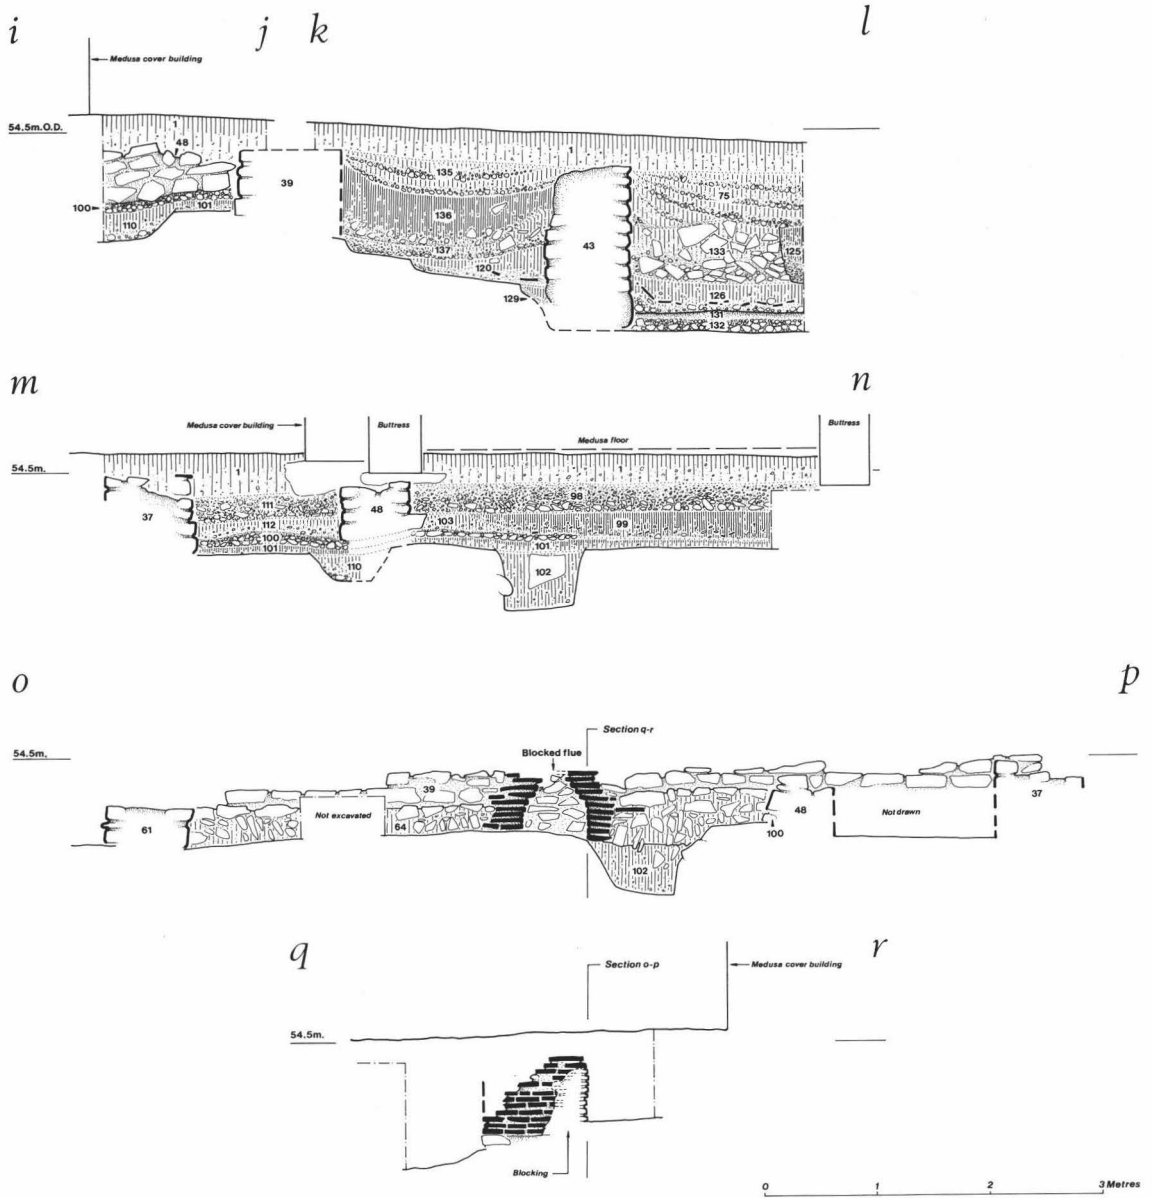 i j k l
Medusa cover building
54.5m.O.D.
1
48
39
100
101
110
1
135
136
137
120
129
43
75
133
125
126
131
132
m n
Medusa cover building
Buttress
Medusa floor
Buttress
54.5m.
1
1
37
111
112
100
101
110
48
98
103
99
101
102
o p
Section q-r
54.5m.
Blocked flue
39
61
Not excavated
64
102
48
100
Not drawn
37
q r
Section o-p
Medusa cover building
54.5m.
Blocking
0 1 2 3 Metres